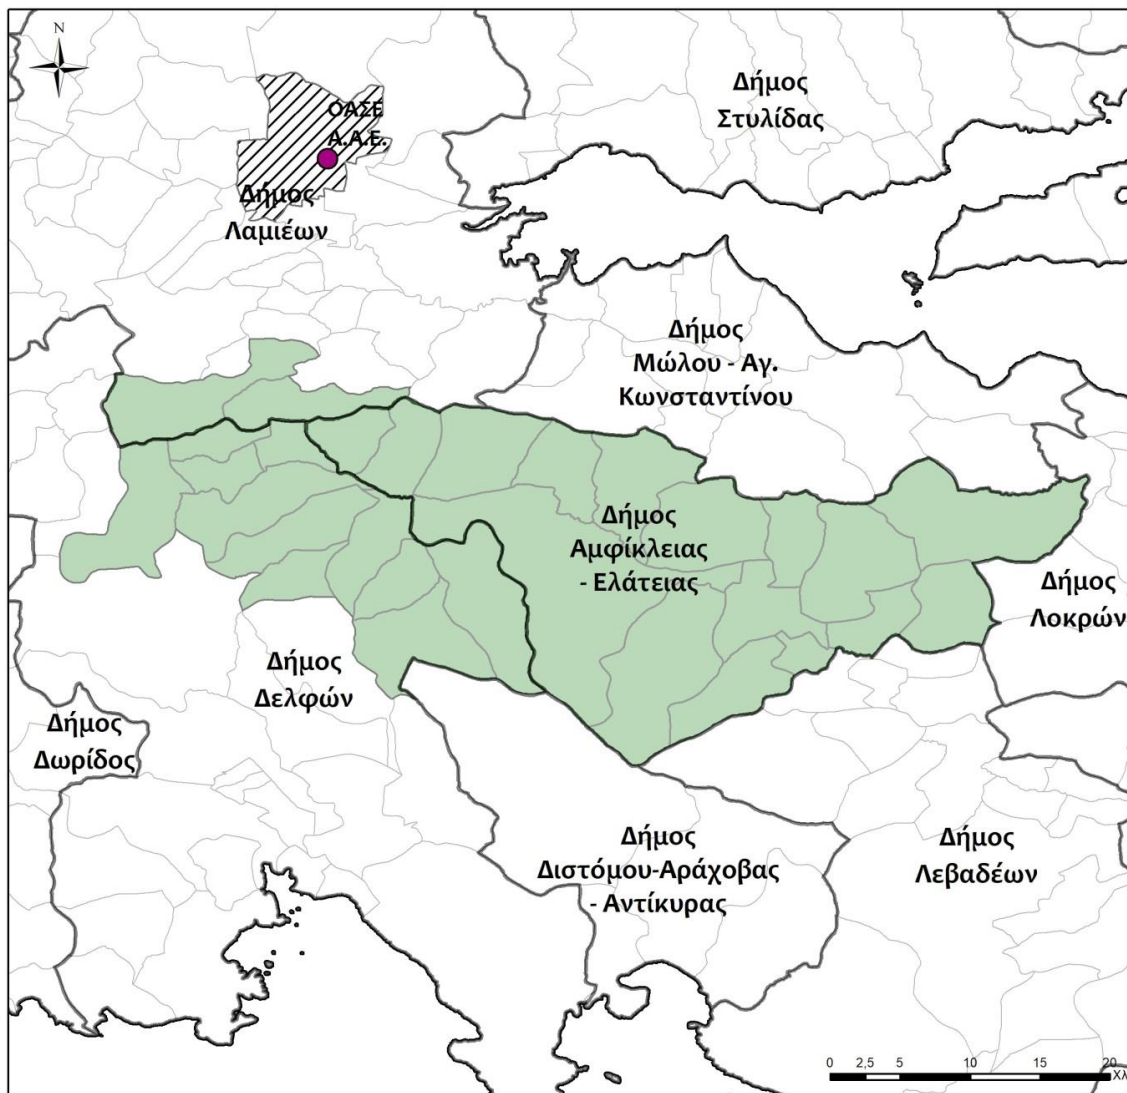 N
ΟΑΣΕ
Α.Α.Ε.
Δήμος
Λαμιέων
Δήμος
Στυλίδας
Δήμος
Μώλου - Αγ.
Κωνσταντίνου
Δήμος
Αμφίκλειας
- Ελάτειας
Δήμος
Λοκρών
Δήμος
Δελφών
Δήμος
Δωρίδος
Δήμος
Διστόμου-Αράχοβας
- Αντίκυρας
Δήμος
Λεβαδέων
0 2,5 5 10 15 20
Χλ